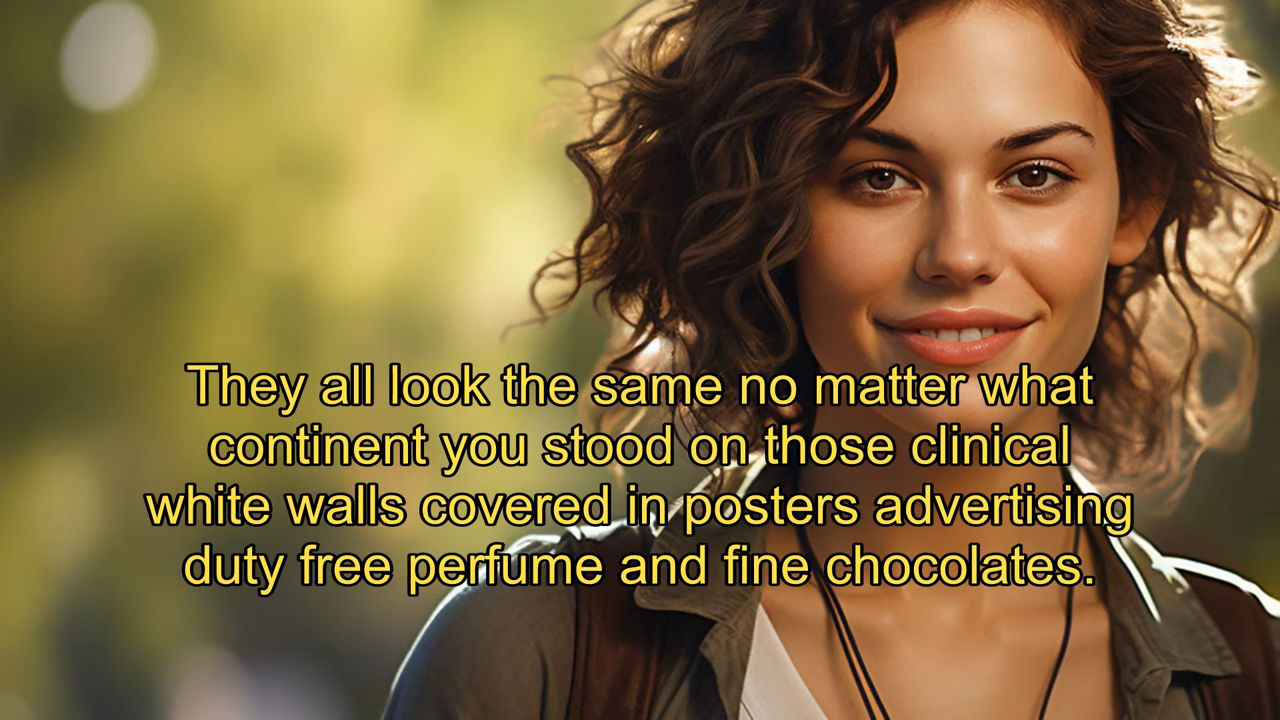 They all look the same no matter what
continent you stood on those clinical
white walls covered in posters advertising
duty free perfume and fine chocolates.